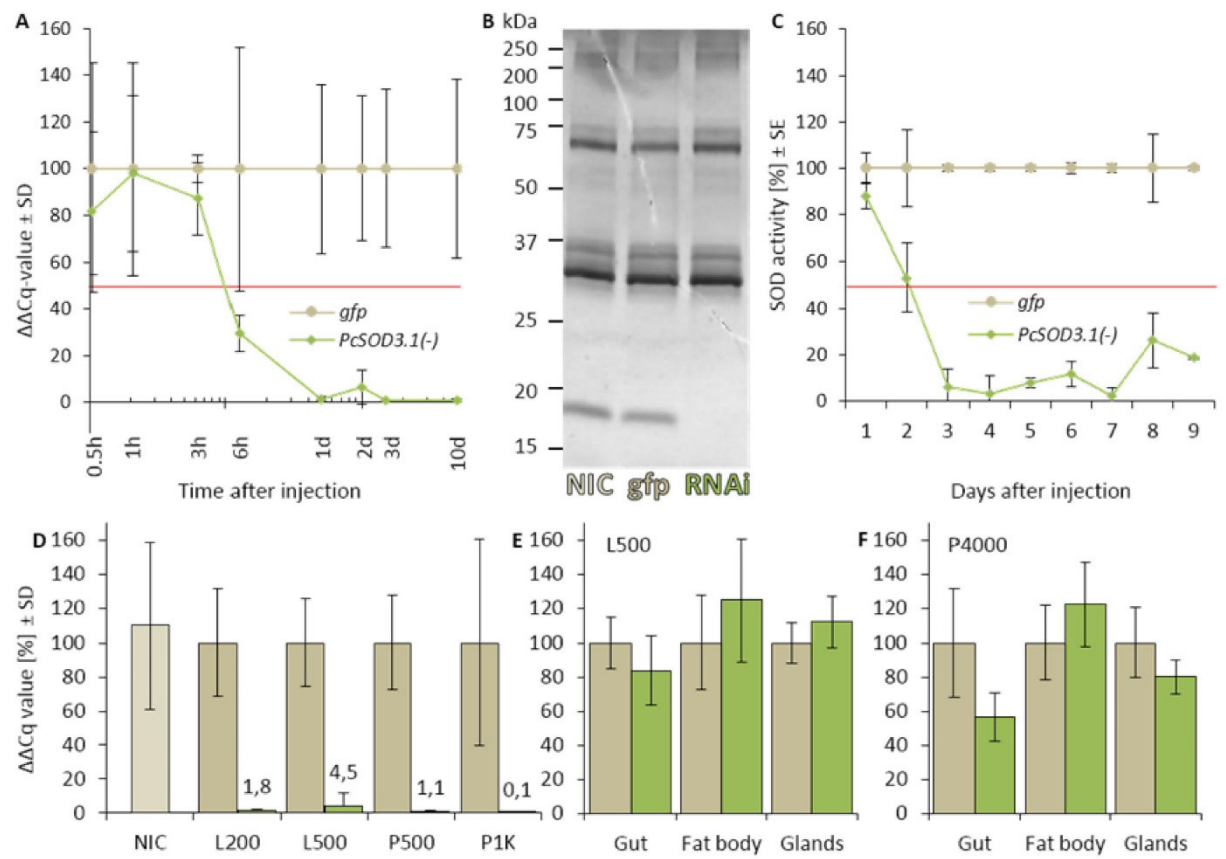 A
ΔΔCq-value ± SD
160
140
120
100
80
60
40
20
0
gfp
PcSOD3.1(-)
0.5h
1h
3h
6h
1d
2d
3d
10d
Time after injection
B kDa
250
200
100
75
50
37
25
20
15
NIC gfp RNAi
C
SOD activity [%] ± SE
160
140
120
100
80
60
40
20
0
gfp
PcSOD3.1(-)
1 2 3 4 5 6 7 8 9
Days after injection
D
ΔΔCq value [%] ± SD
160
140
120
100
80
60
40
20
0
1,8
4,5
1,1
0,1
NIC L200 L500 P500 P1K
E
L500
160
140
120
100
80
60
40
20
0
Gut Fat body Glands
F
P4000
160
140
120
100
80
60
40
20
0
Gut Fat body Glands